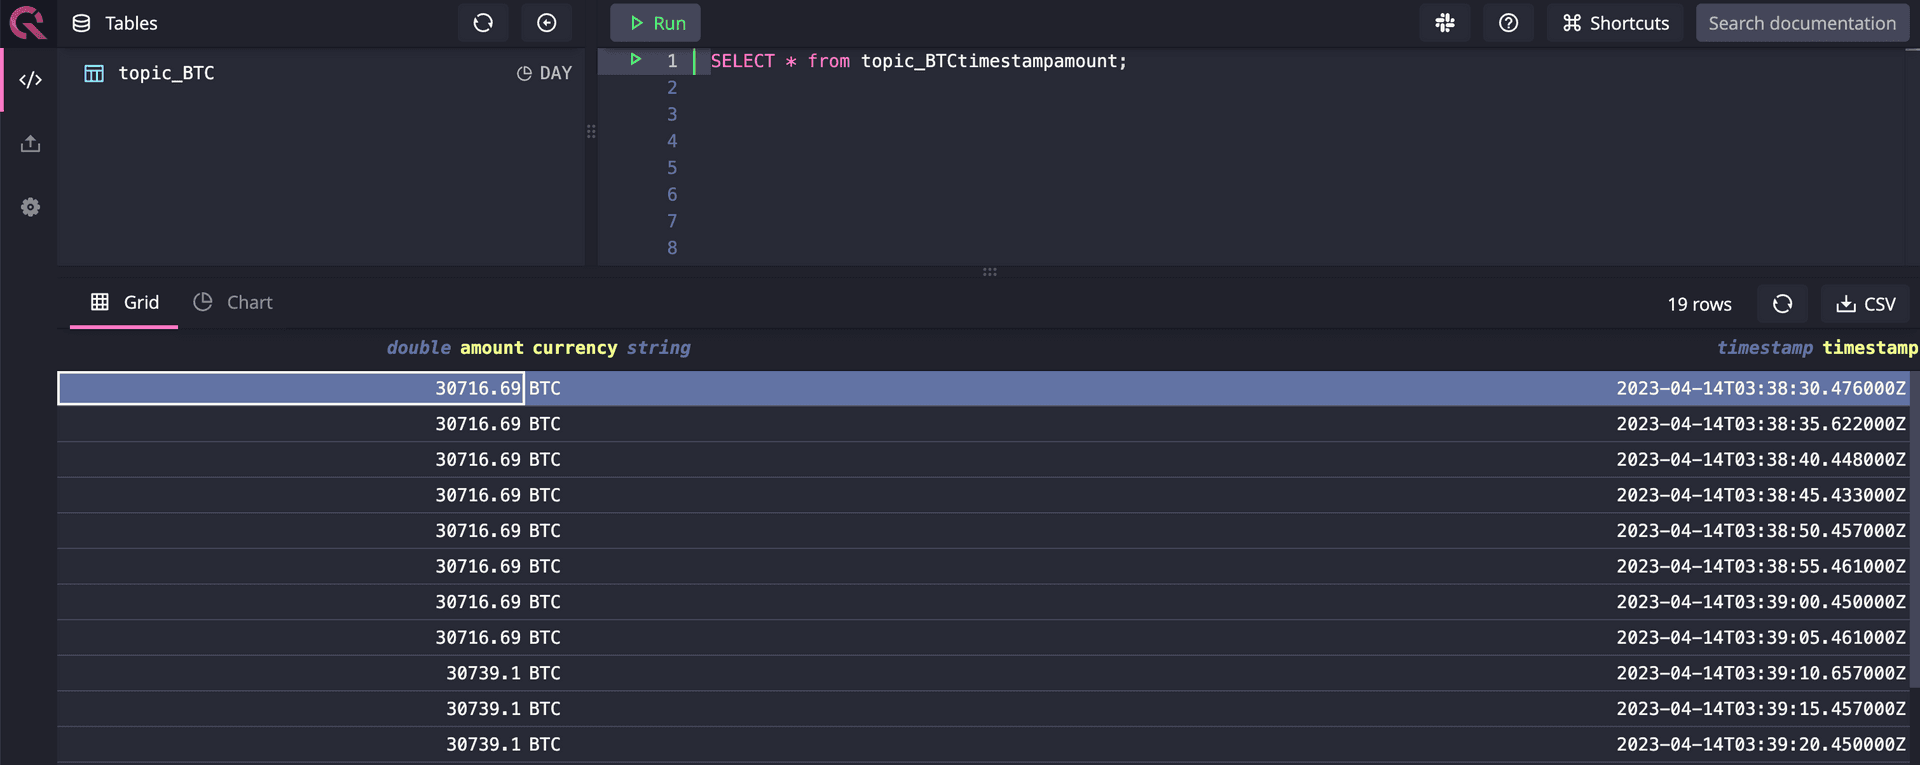 Tables
Run
Shortcuts
Search documentation
topic_BTC
DAY
1 SELECT * from topic_BTCtimestampamount;
2
3
4
5
6
7
8
Grid
Chart
19 rows
CSV
double amount currency string timestamp timestamp
30716.69 BTC 2023-04-14T03:38:30.476000Z
30716.69 BTC 2023-04-14T03:38:35.622000Z
30716.69 BTC 2023-04-14T03:38:40.448000Z
30716.69 BTC 2023-04-14T03:38:45.433000Z
30716.69 BTC 2023-04-14T03:38:50.457000Z
30716.69 BTC 2023-04-14T03:38:55.461000Z
30716.69 BTC 2023-04-14T03:39:00.450000Z
30716.69 BTC 2023-04-14T03:39:05.461000Z
30739.1 BTC 2023-04-14T03:39:10.657000Z
30739.1 BTC 2023-04-14T03:39:15.457000Z
30739.1 BTC 2023-04-14T03:39:20.450000Z